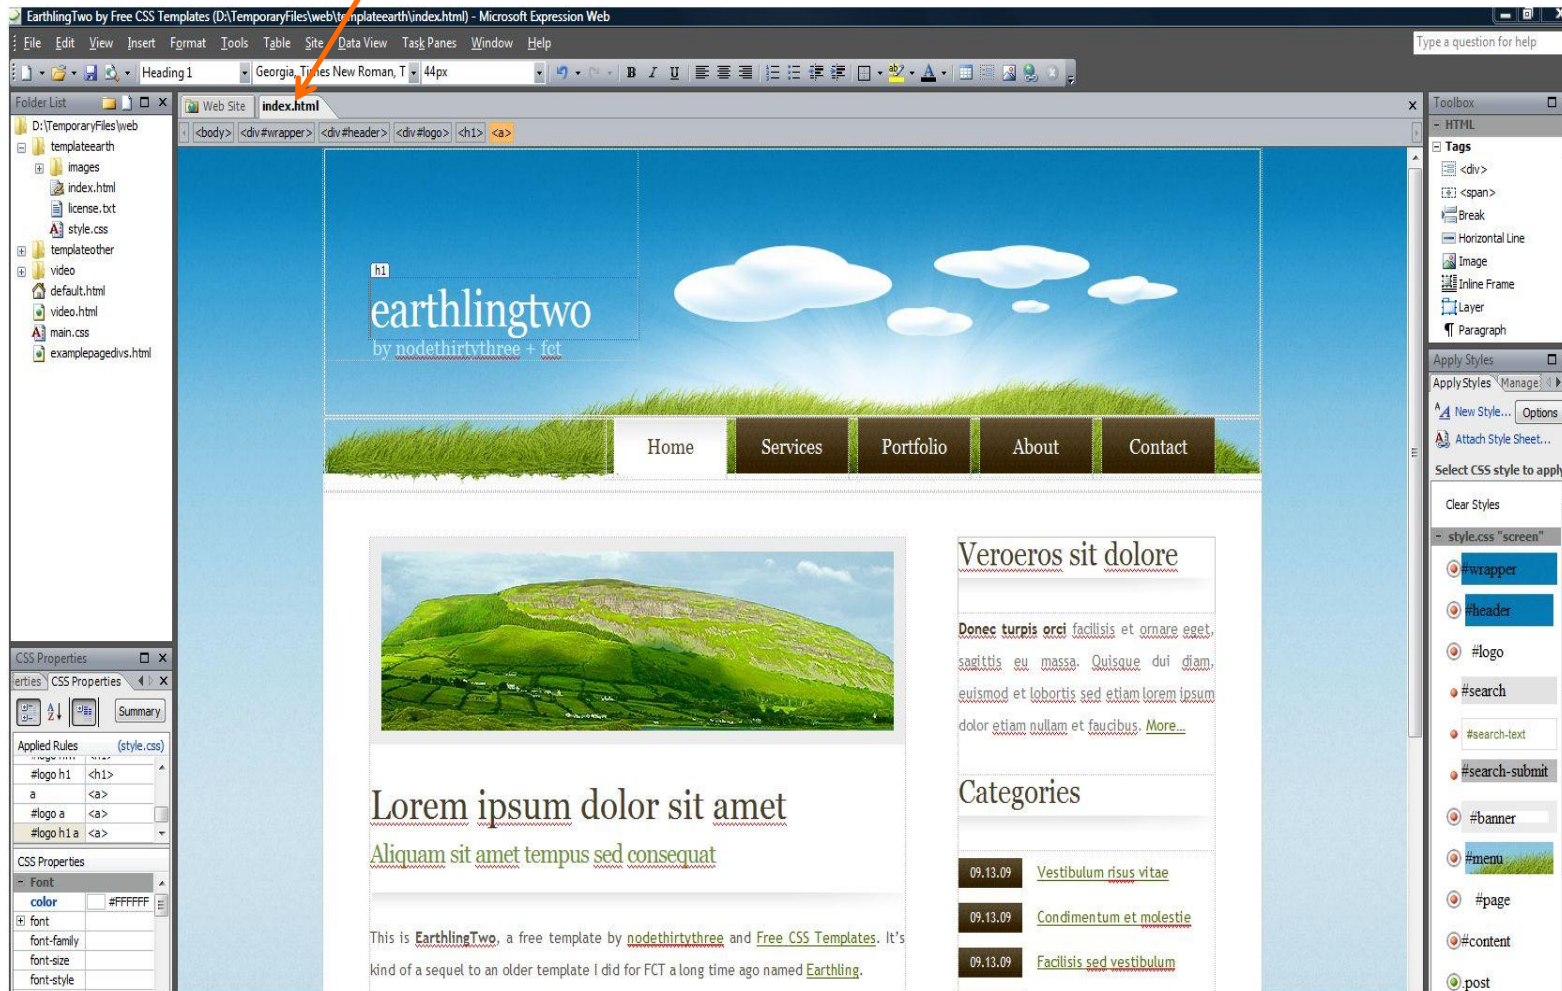 EarthlingTwo by Free CSS Templates (D:\TemporaryFiles\web\templateearth\index.html) - Microsoft Expression Web
File Edit View Insert Format Tools Table Site Data View Task Panes Window Help
Type a question for help
Heading 1
Georgia, Times New Roman, T
44px
B I U
Folder List
D:\TemporaryFiles\web
templateearth
images
index.html
license.txt
style.css
templateother
video
default.html
video.html
main.css
examplepagedivs.html
CSS Properties
erties CSS Properties
Summary
Applied Rules (style.css)
#logo h1 <h1>
a <a>
#logo a <a>
#logo h1 a <a>
CSS Properties
Font
color #FFFFFF
font
font-family
font-size
font-style
Web Site index.html
<body> <div#wrapper> <div#header> <div#logo> <h1> <a>
h1
earthlingtwo
by nodethirtythree + fct
Home Services Portfolio About Contact
Lorem ipsum dolor sit amet
Aliquam sit amet tempus sed consequat
This is EarthlingTwo, a free template by nodethirtythree and Free CSS Templates. It's
kind of a sequel to an older template I did for FCT a long time ago named Earthling.
Veroeros sit dolore
Donec turpis orci facilisis et ornare eget,
sagittis eu massa. Quisque dui diam,
euismod et lobortis sed etiam lorem ipsum
dolor etiam nullam et faucibus. More...
Categories
09.13.09 Vestibulum risus vitae
09.13.09 Condimentum et molestie
09.13.09 Facilisis sed vestibulum
Toolbox
HTML
Tags
<div>
<span>
Break
Horizontal Line
Image
Inline Frame
Layer
Paragraph
Apply Styles
Apply Styles Manage
New Style... Options
Attach Style Sheet...
Select CSS style to apply
Clear Styles
style.css "screen"
#wrapper
#header
#logo
#search
#search-text
#search-submit
#banner
#menu
#page
#content
.post